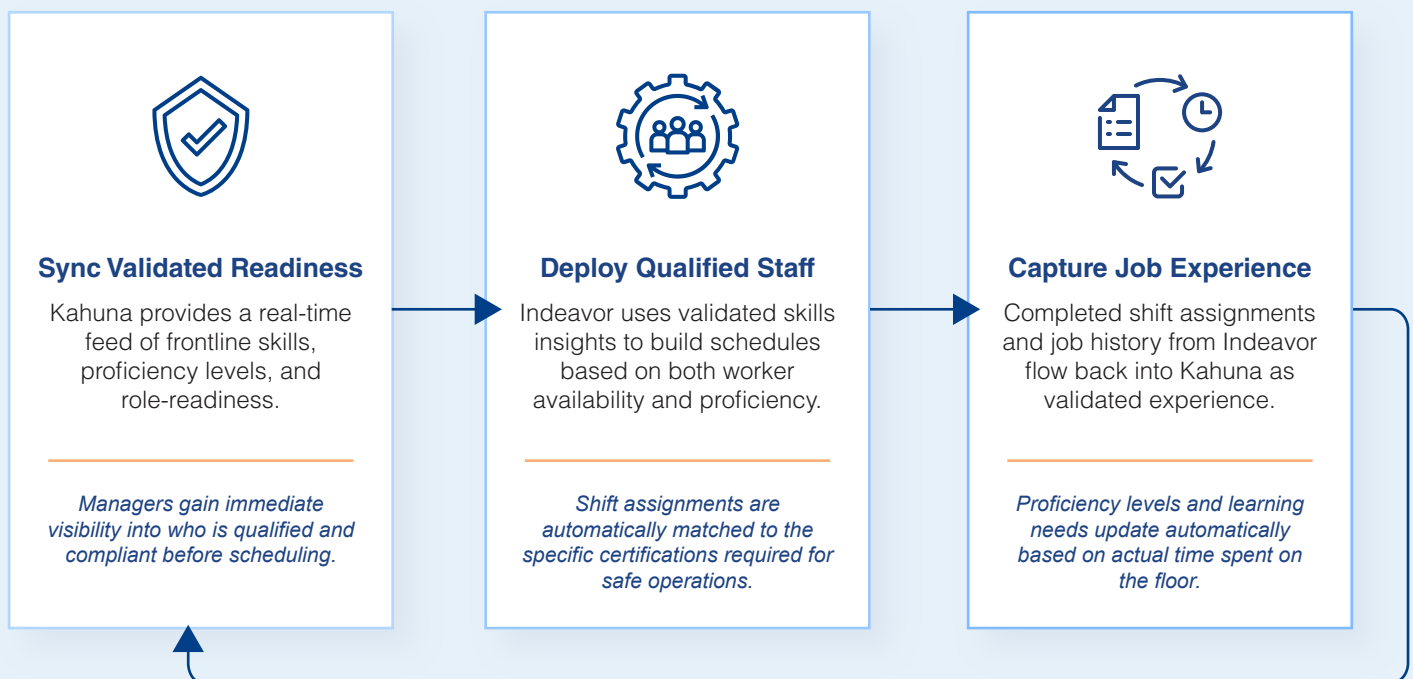 Sync Validated Readiness
Kahuna provides a real-time
feed of frontline skills,
proficiency levels, and
role-readiness.
Managers gain immediate
visibility into who is qualified and
compliant before scheduling.
Deploy Qualified Staff
Indeavor uses validated skills
insights to build schedules
based on both worker
availability and proficiency.
Shift assignments are
automatically matched to the
specific certifications required for
safe operations.
Capture Job Experience
Completed shift assignments
and job history from Indeavor
flow back into Kahuna as
validated experience.
Proficiency levels and learning
needs update automatically
based on actual time spent on
the floor.